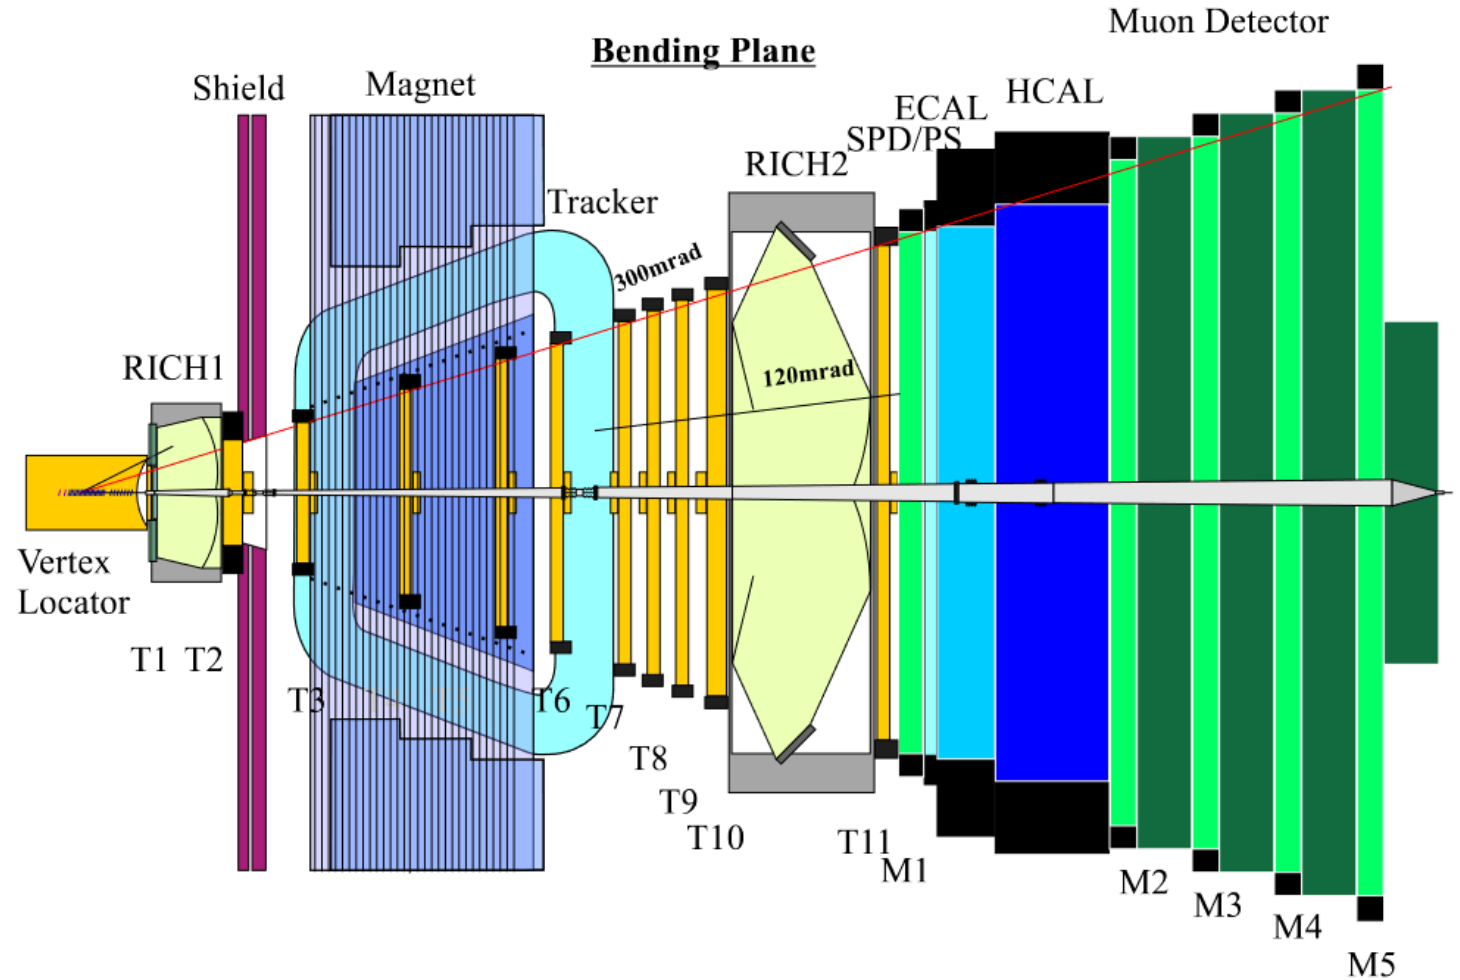 Muon Detector
Bending Plane
Shield
Magnet
HCAL
ECAL
SPD/PS
RICH2
Tracker
300mrad
RICH1
120mrad
Vertex
Locator
T1 T2
T3
T6
T7
T8
T9
T10
T11
M1
M2
M3
M4
M5